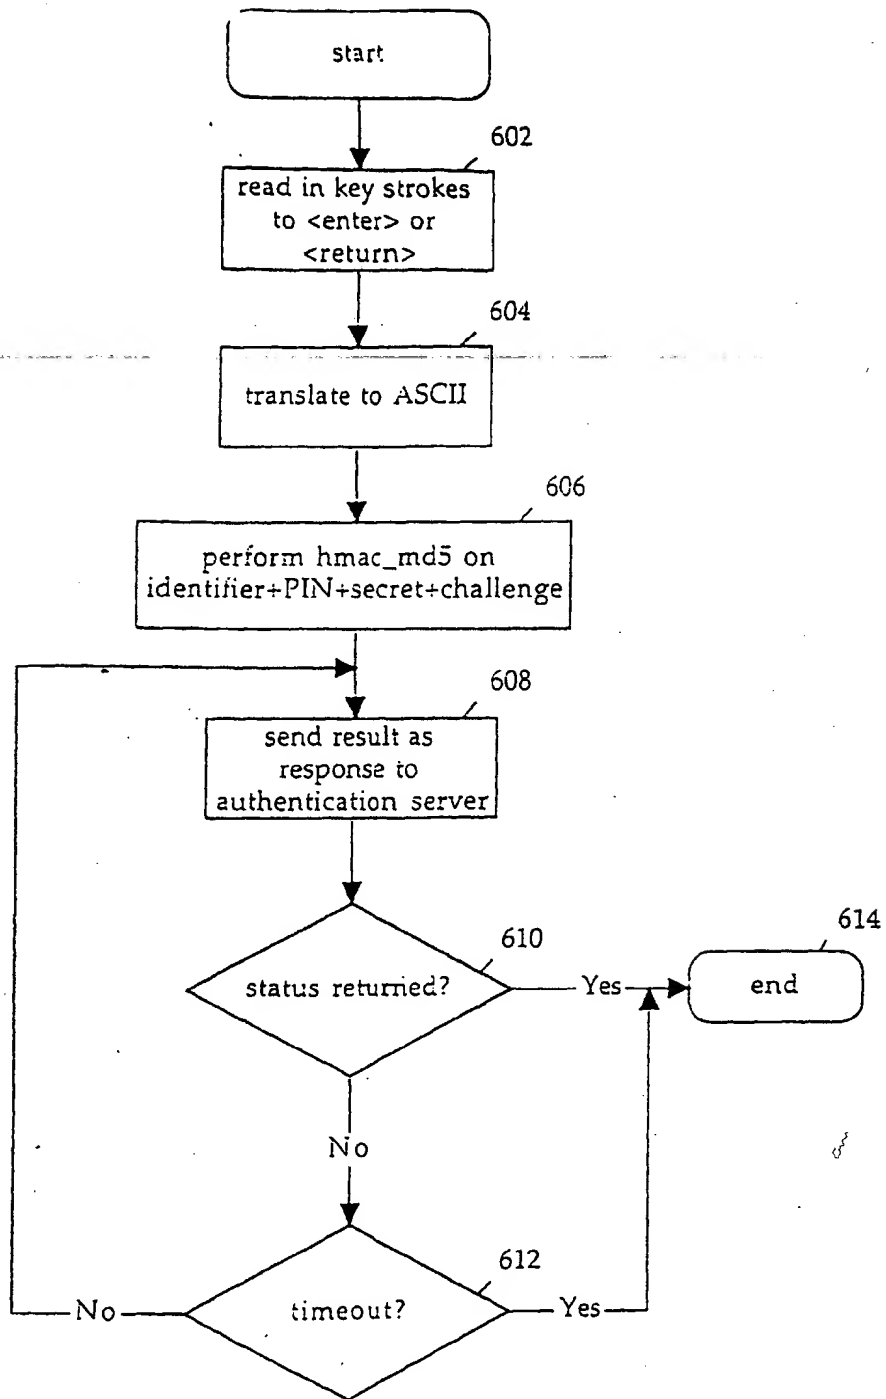 start
602
read in key strokes
to <enter> or
<return>
604
translate to ASCII
606
perform hmac_md5 on
identifier+PIN+secret+challenge
608
send result as
response to
authentication server
610
status returned?
Yes
614
end
No
612
timeout?
No
Yes